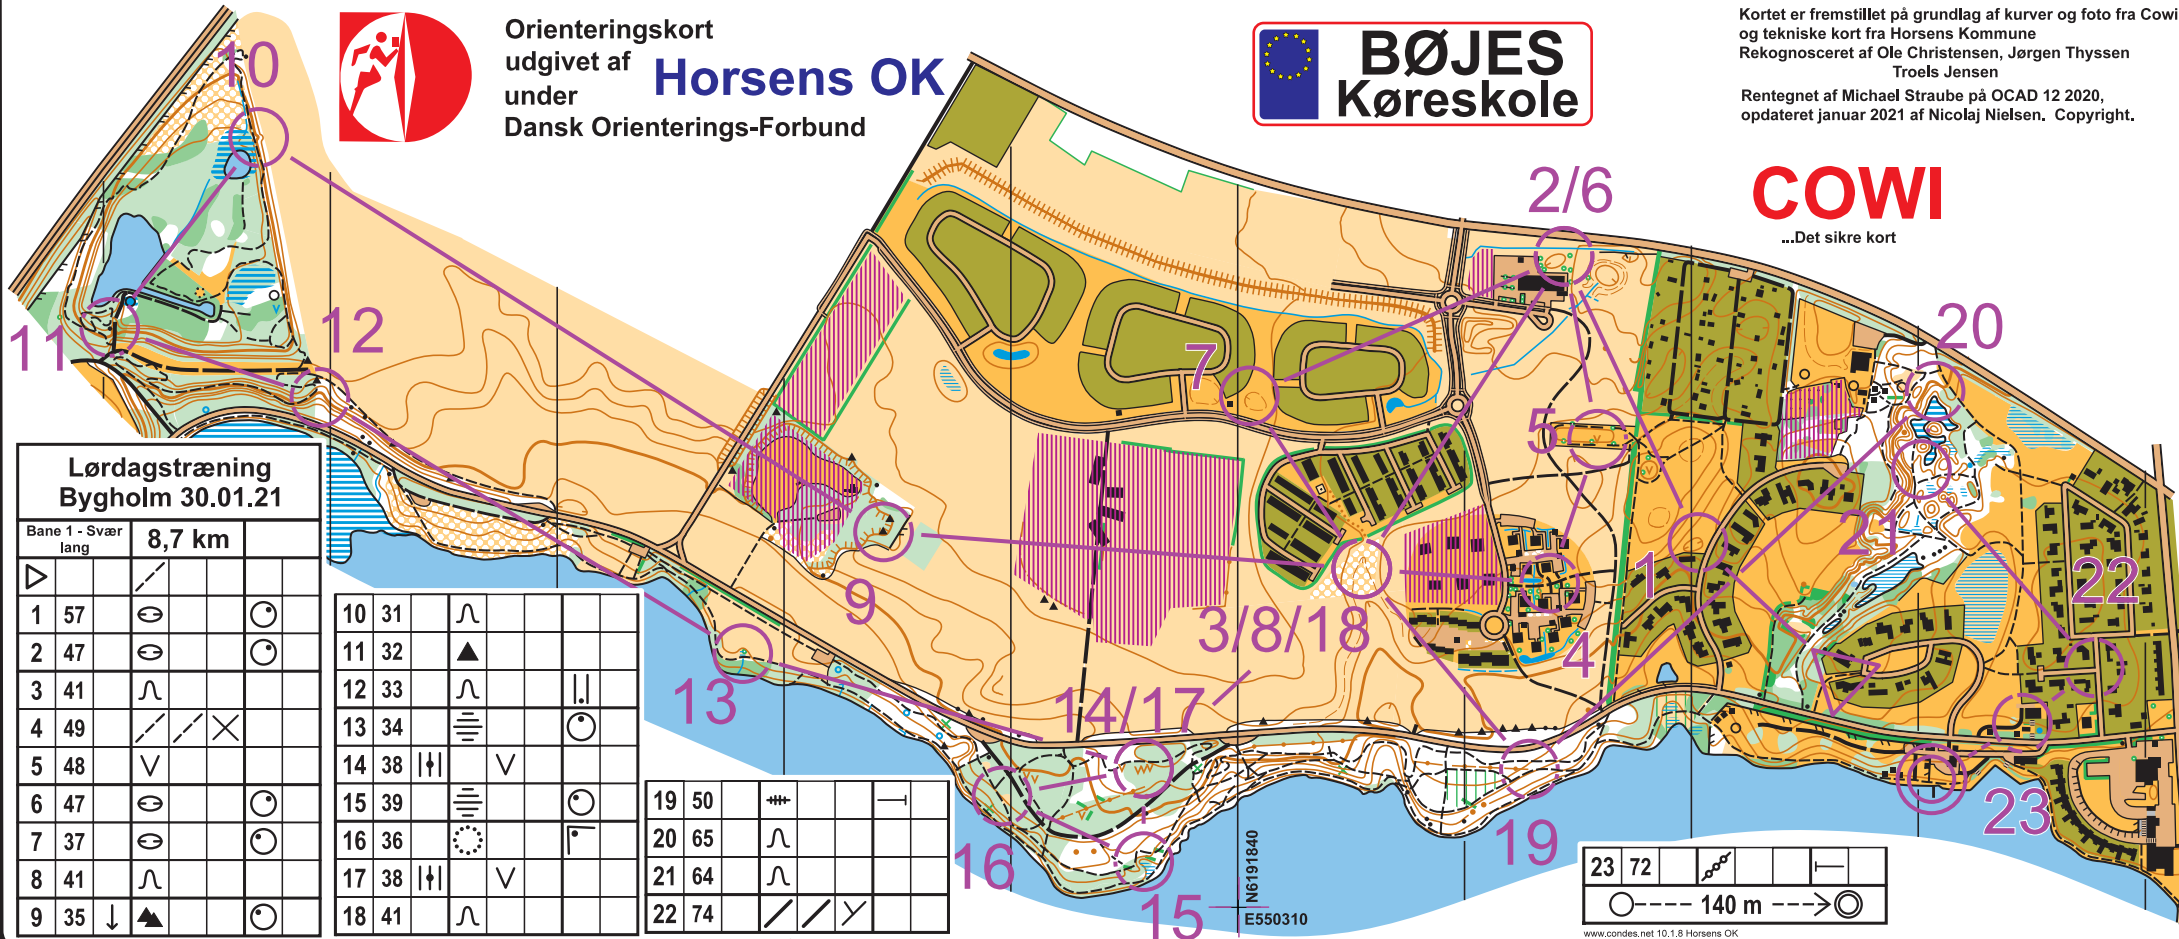 Orienteringskort
udgivet af Horsens OK
under
Dansk Orienterings-Forbund
BØJES
Køreskole
Kortet er fremstillet på grundlag af kurver og foto fra Cowi
og tekniske kort fra Horsens Kommune
Rekognosceret af Ole Christensen, Jørgen Thyssen
Troels Jensen
Rentegnet af Michael Straube på OCAD 12 2020,
opdateret januar 2021 af Nicolaj Nielsen. Copyright.
COWI
...Det sikre kort
10
2/6
20
11
12
7
5
21
1
22
9
3/8/18
4
13
14/17
16
15
19
23
Lørdagstræning
Bygholm 30.01.21
Bane 1 - Svær lang 8,7 km
1 57
2 47
3 41
4 49
5 48
6 47
7 37
8 41
9 35
10 31
11 32
12 33
13 34
14 38
15 39
16 36
17 38
18 41
19 50
20 65
21 64
22 74
23 72
140 m
N6191840
E550310
www.condes.net 10.1.8 Horsens OK